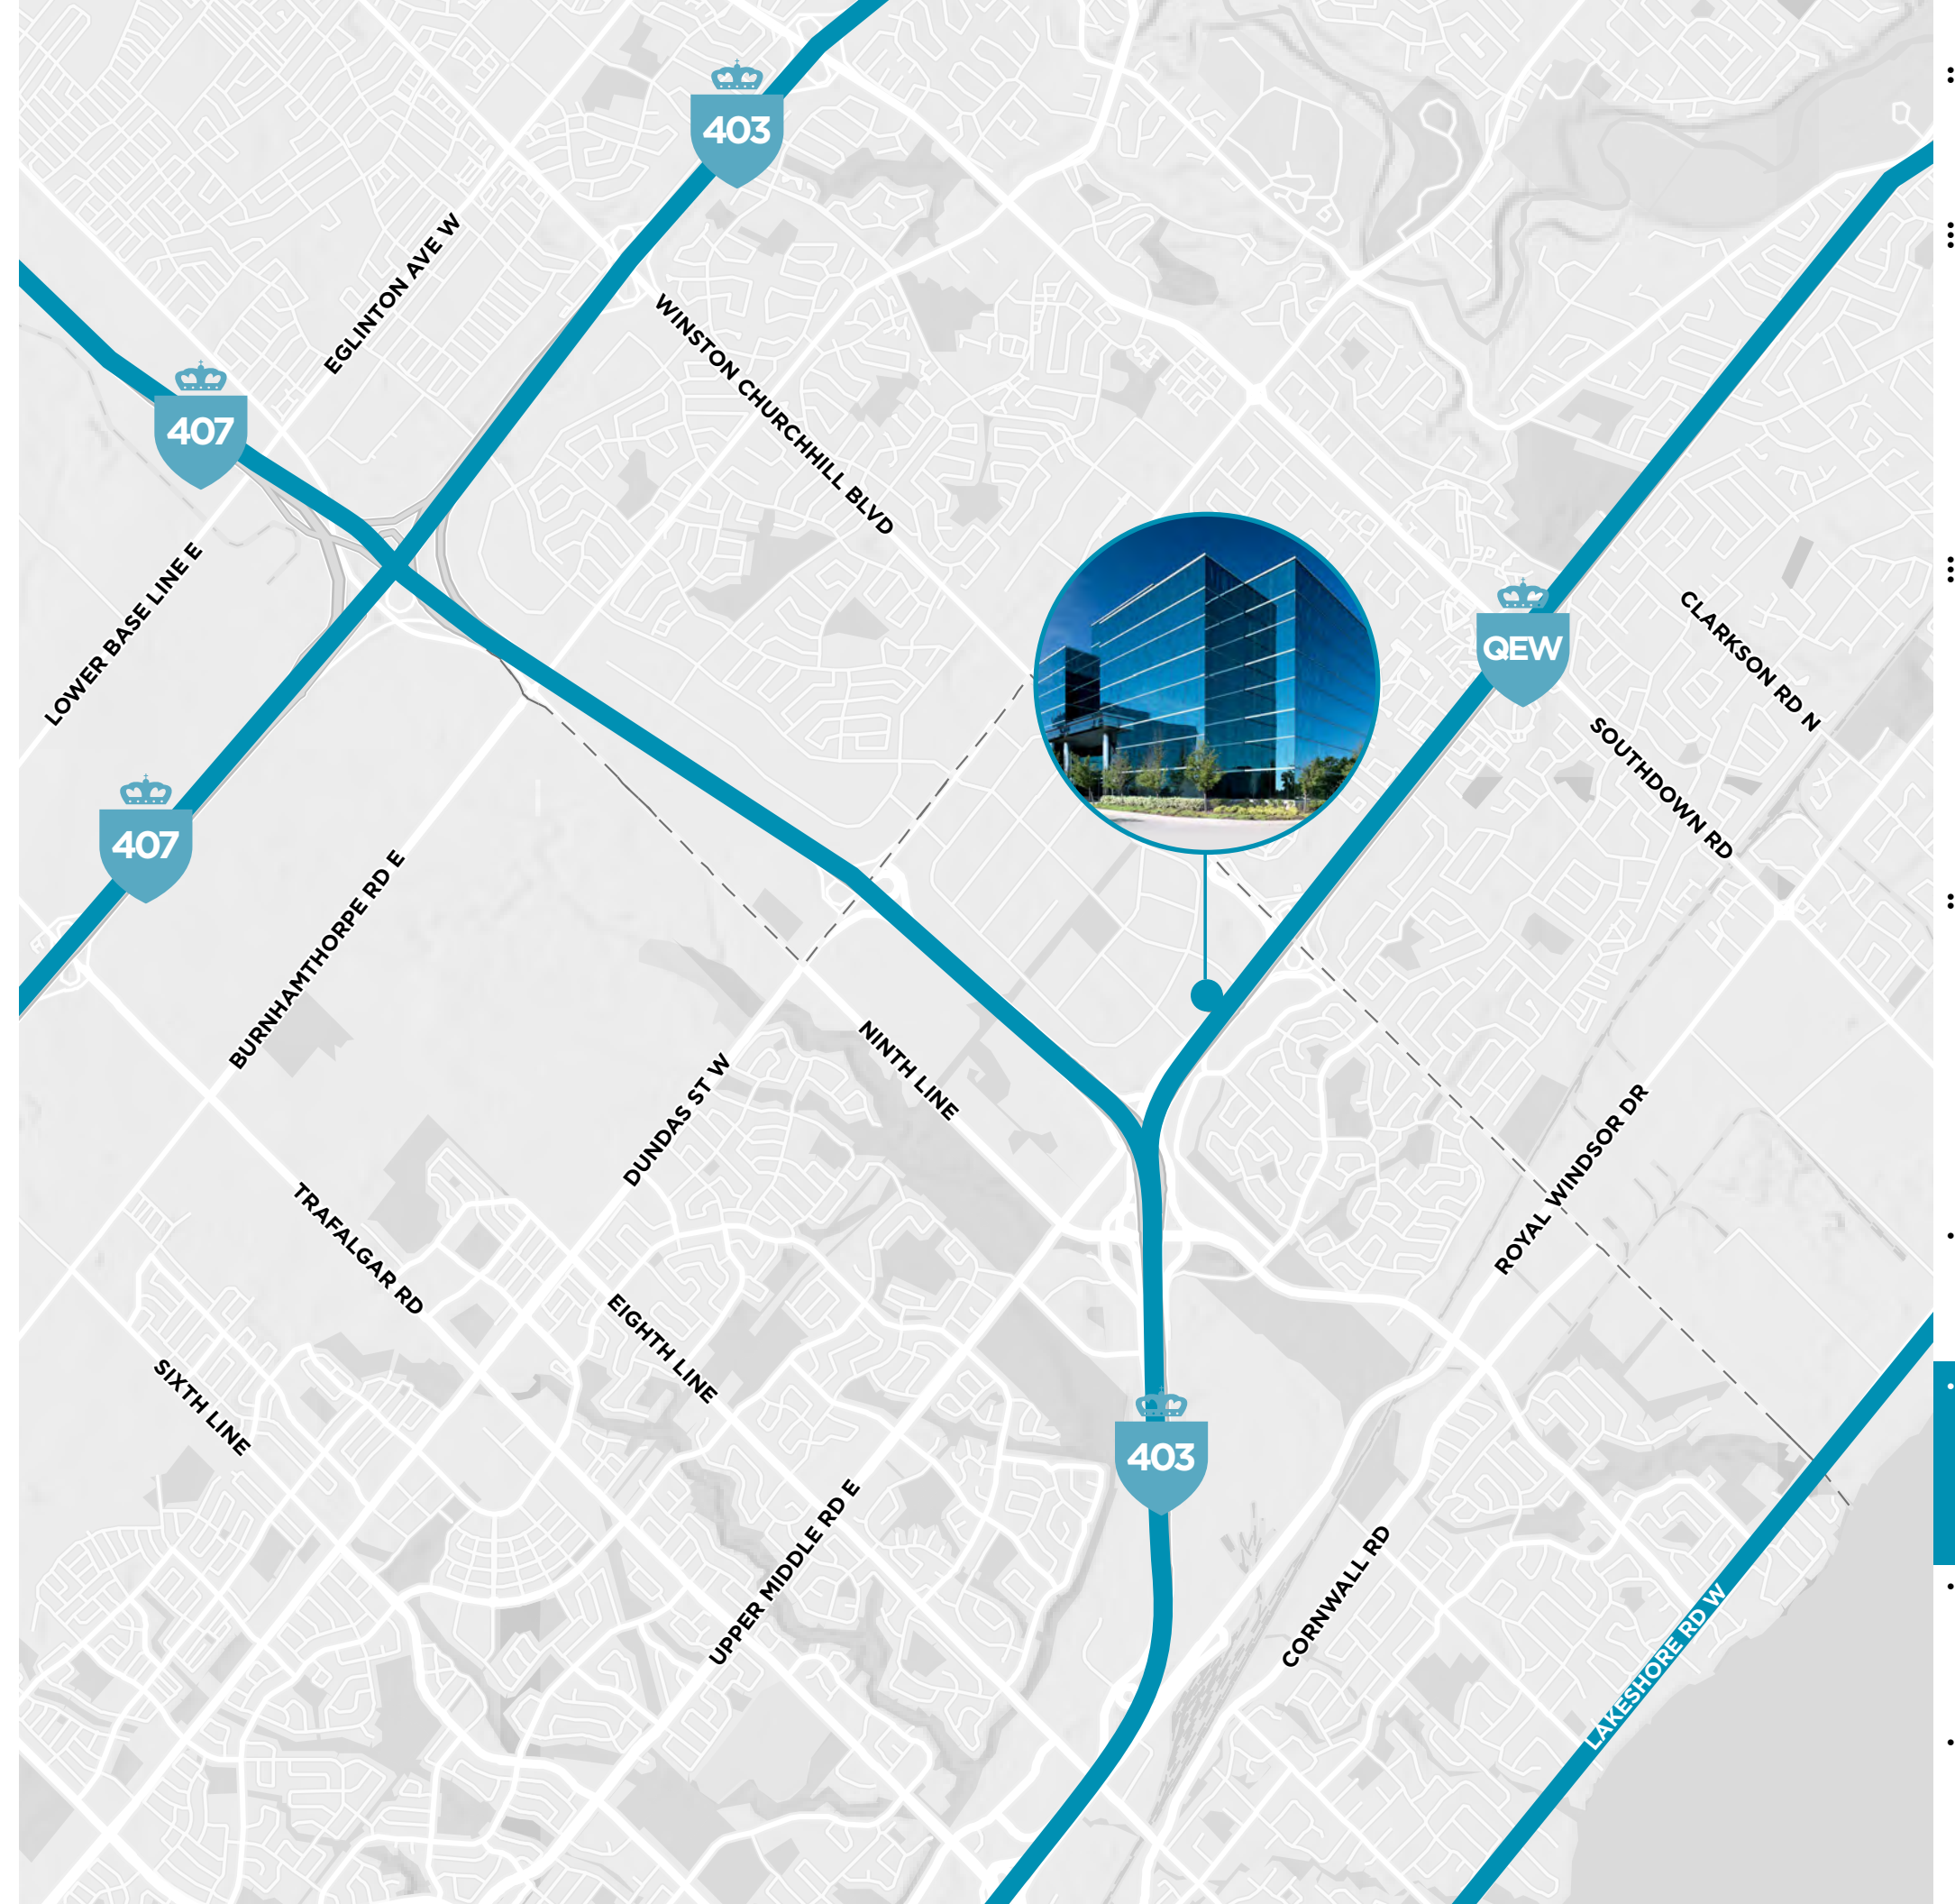 403
EGLINTON AVE W
WINSTON CHURCHHILL BLVD
407
LOWER BASE LINE E
QEW
CLARKSON RD N
SOUTHDOWN RD
407
BURNHAMTHORPE RD E
NINTH LINE
DUNDAS ST W
ROYAL WINDSOR DR
TRAFALGAR RD
EIGHTH LINE
SIXTH LINE
403
UPPER MIDDLE RD E
CORNWALL RD
LAKESHORE RD W